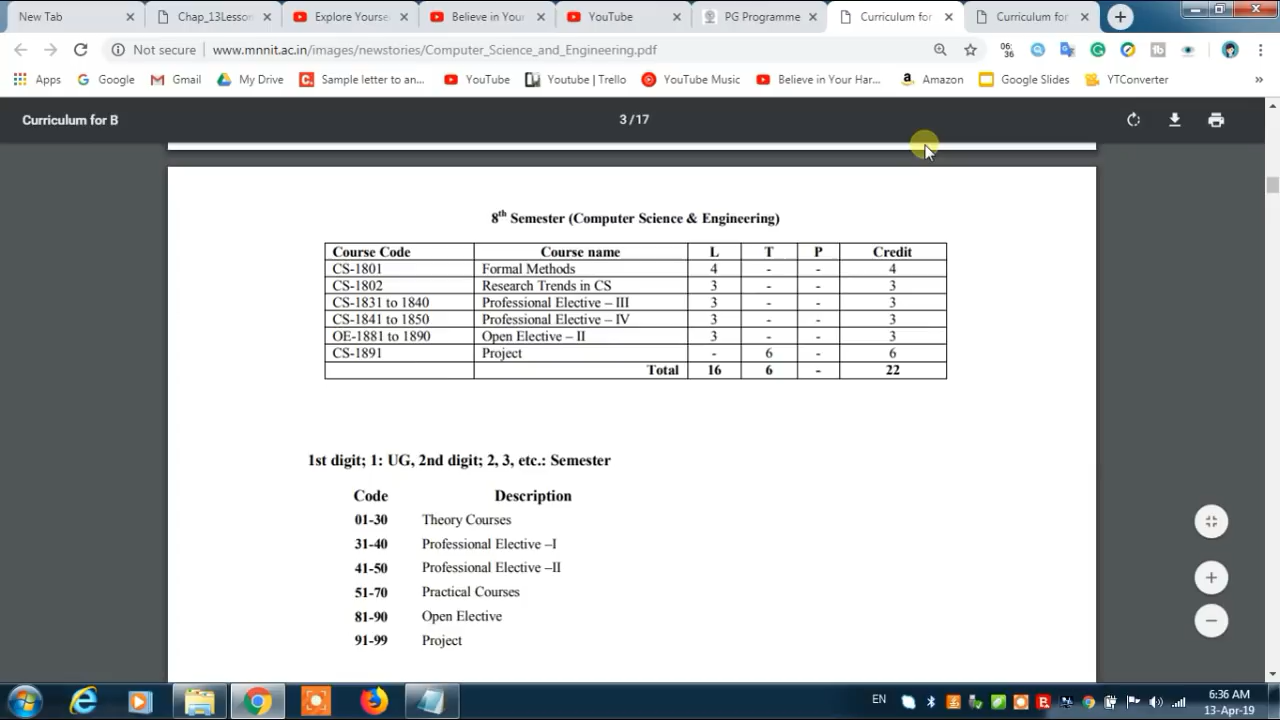 New Tab
Chap_13Lesson
Explore Yourse
Believe in You
YouTube
PG Programme
Curriculum for
Curriculum for
Not secure
www.mnnit.ac.in/images/newstories/Computer_Science_and_Engineering.pdf
06:
36
Apps
Google
Gmail
My Drive
Sample letter to an...
YouTube
Youtube | Trello
YouTube Music
Believe in Your Har...
Amazon
Google Slides
YTConverter
Curriculum for B
3 / 17
8th Semester (Computer Science & Engineering)
Course Code Course name L T P Credit
CS-1801 Formal Methods 4 - - 4
CS-1802 Research Trends in CS 3 - - 3
CS-1831 to 1840 Professional Elective – III 3 - - 3
CS-1841 to 1850 Professional Elective – IV 3 - - 3
OE-1881 to 1890 Open Elective – II 3 - - 3
CS-1891 Project - 6 - 6
Total 16 6 - 22
1st digit; 1: UG, 2nd digit; 2, 3, etc.: Semester
Code Description
01-30 Theory Courses
31-40 Professional Elective –I
41-50 Professional Elective –II
51-70 Practical Courses
81-90 Open Elective
91-99 Project
EN
6:36 AM
13-Apr-19